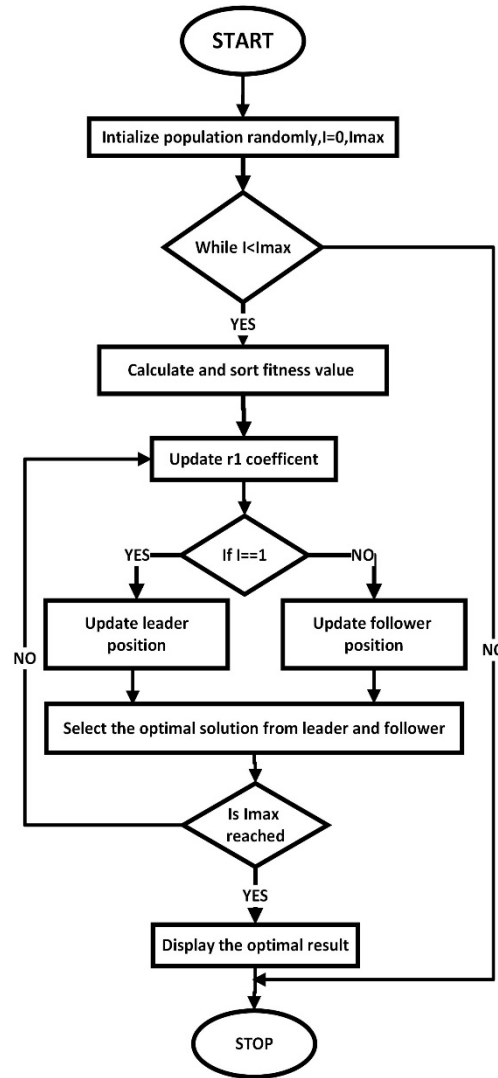 START
Intialize population randomly,I=0,Imax
While I<Imax
YES
Calculate and sort fitness value
Update r1 coefficent
If I==1
YES
NO
Update leader
position
Update follower
position
NO
NO
Select the optimal solution from leader and follower
Is Imax
reached
YES
Display the optimal result
STOP